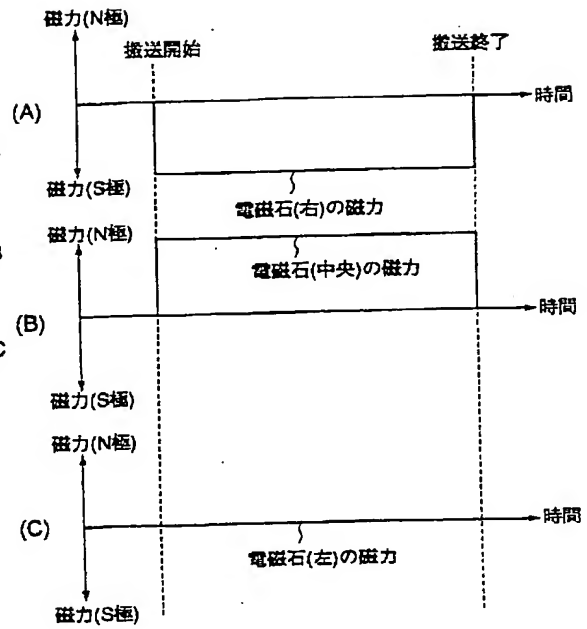 磁力(N極)
搬送開始
搬送終了
時間
(A)
磁力(S極)
電磁石(右)の磁力
磁力(N極)
電磁石(中央)の磁力
時間
(B)
磁力(S極)
磁力(N極)
時間
(C)
電磁石(左)の磁力
磁力(S極)